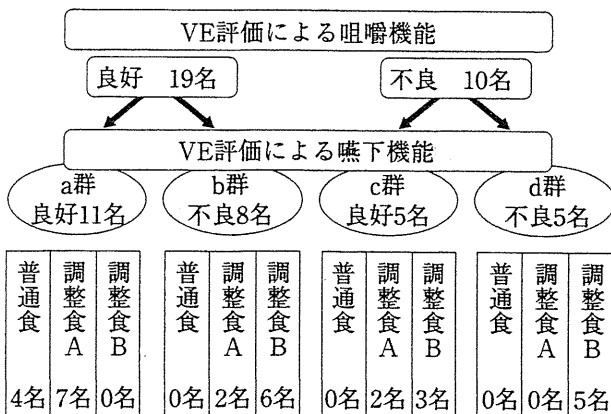 VE評価による咀嚼機能
良好 19名
不良 10名
VE評価による嚥下機能
a群
良好11名
b群
不良8名
c群
良好5名
d群
不良5名
普通食
4名
調整食A
7名
調整食B
0名
普通食
0名
調整食A
2名
調整食B
6名
普通食
0名
調整食A
2名
調整食B
3名
普通食
0名
調整食A
0名
調整食B
5名